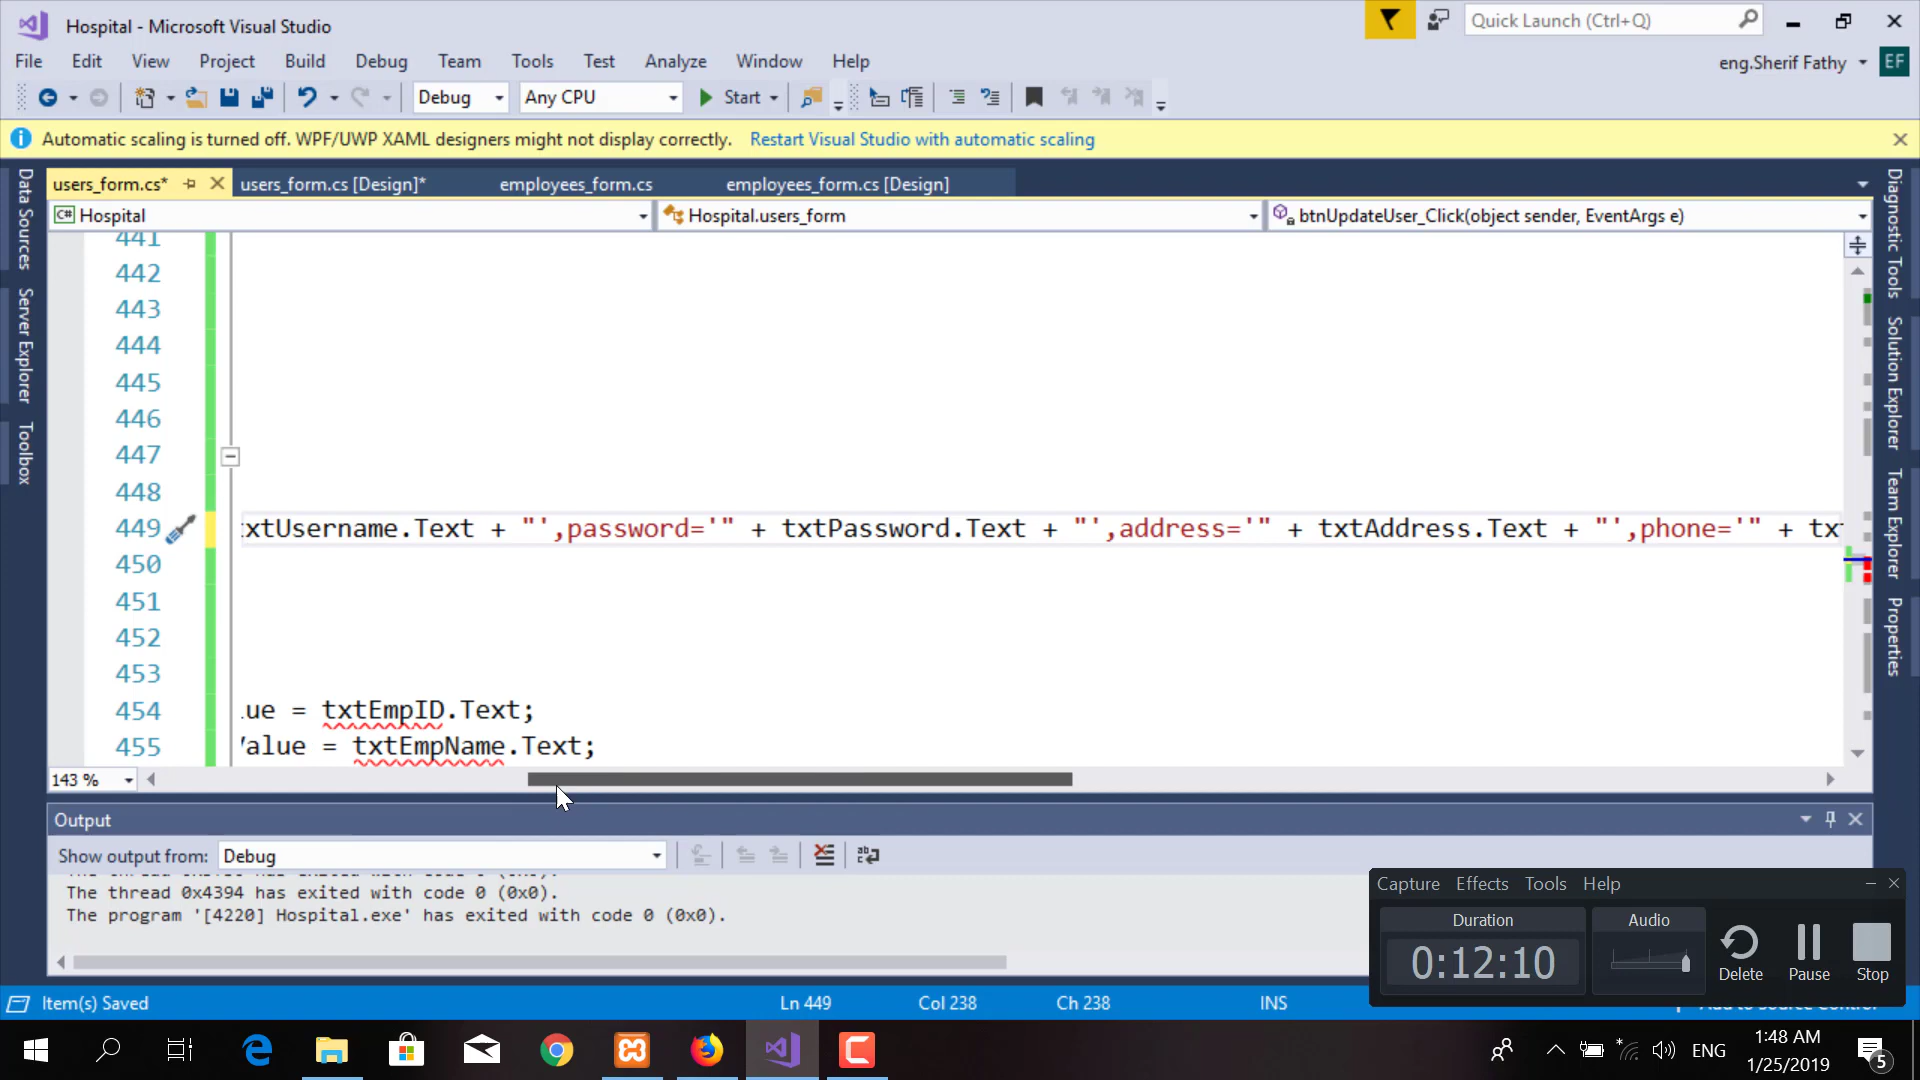 Hospital - Microsoft Visual Studio
Quick Launch (Ctrl+Q)
File Edit View Project Build Debug Team Tools Test Analyze Window Help
eng.Sherif Fathy EF
Debug Any CPU Start
Automatic scaling is turned off. WPF/UWP XAML designers might not display correctly. Restart Visual Studio with automatic scaling
users_form.cs* users_form.cs [Design]* employees_form.cs employees_form.cs [Design]
C# Hospital Hospital.users_form btnUpdateUser_Click(object sender, EventArgs e)
Data Sources
Server Explorer
Toolbox
Diagnostic Tools
Solution Explorer
Team Explorer
Properties
441
442
443
444
445
446
447
448
449 xtUsername.Text + "',password='" + txtPassword.Text + "',address='" + txtAddress.Text + "',phone='" + tx
450
451
452
453
454 ue = txtEmpID.Text;
455 Value = txtEmpName.Text;
143 %
Output
Show output from: Debug
The thread 0x4394 has exited with code 0 (0x0).
The program '[4220] Hospital.exe' has exited with code 0 (0x0).
Capture Effects Tools Help
Duration Audio
0:12:10
Delete Pause Stop
Item(s) Saved Ln 449 Col 238 Ch 238 INS
ENG
1:48 AM
1/25/2019
5